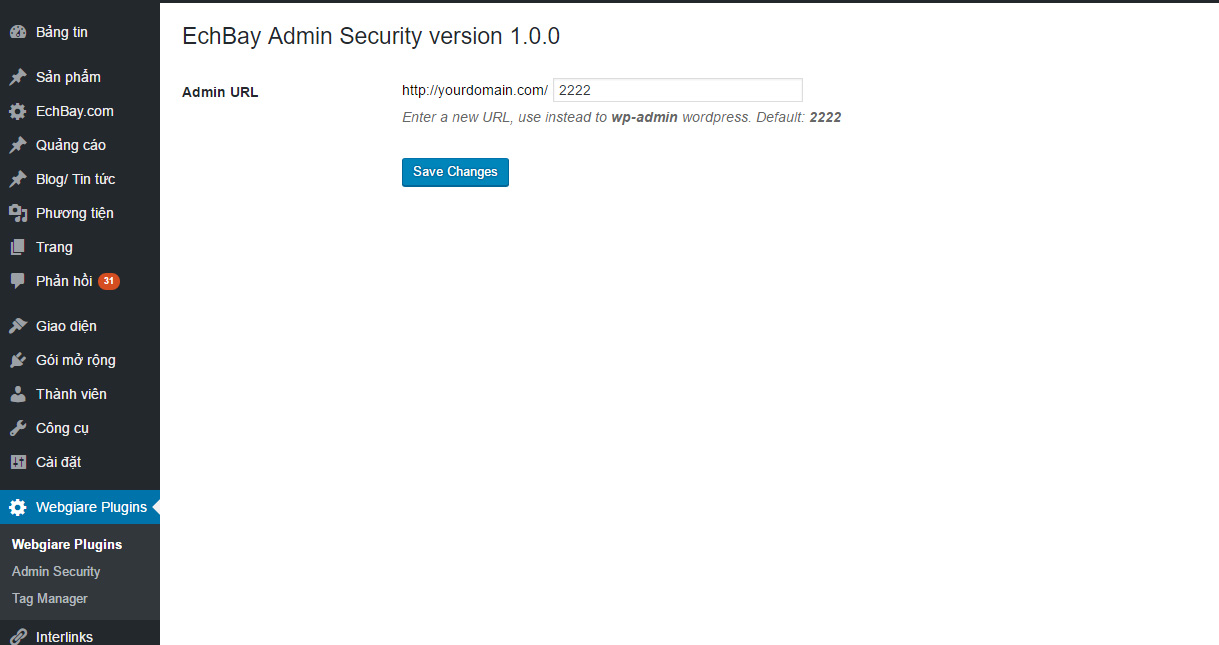 Bảng tin
Sản phẩm
EchBay.com
Quảng cáo
Blog/ Tin tức
Phương tiện
Trang
Phản hồi 31
Giao diện
Gói mở rộng
Thành viên
Công cụ
Cài đặt
Webgiare Plugins
Webgiare Plugins
Admin Security
Tag Manager
Interlinks
EchBay Admin Security version 1.0.0
Admin URL http://yourdomain.com/ 2222
Enter a new URL, use instead to wp-admin wordpress. Default: 2222
Save Changes